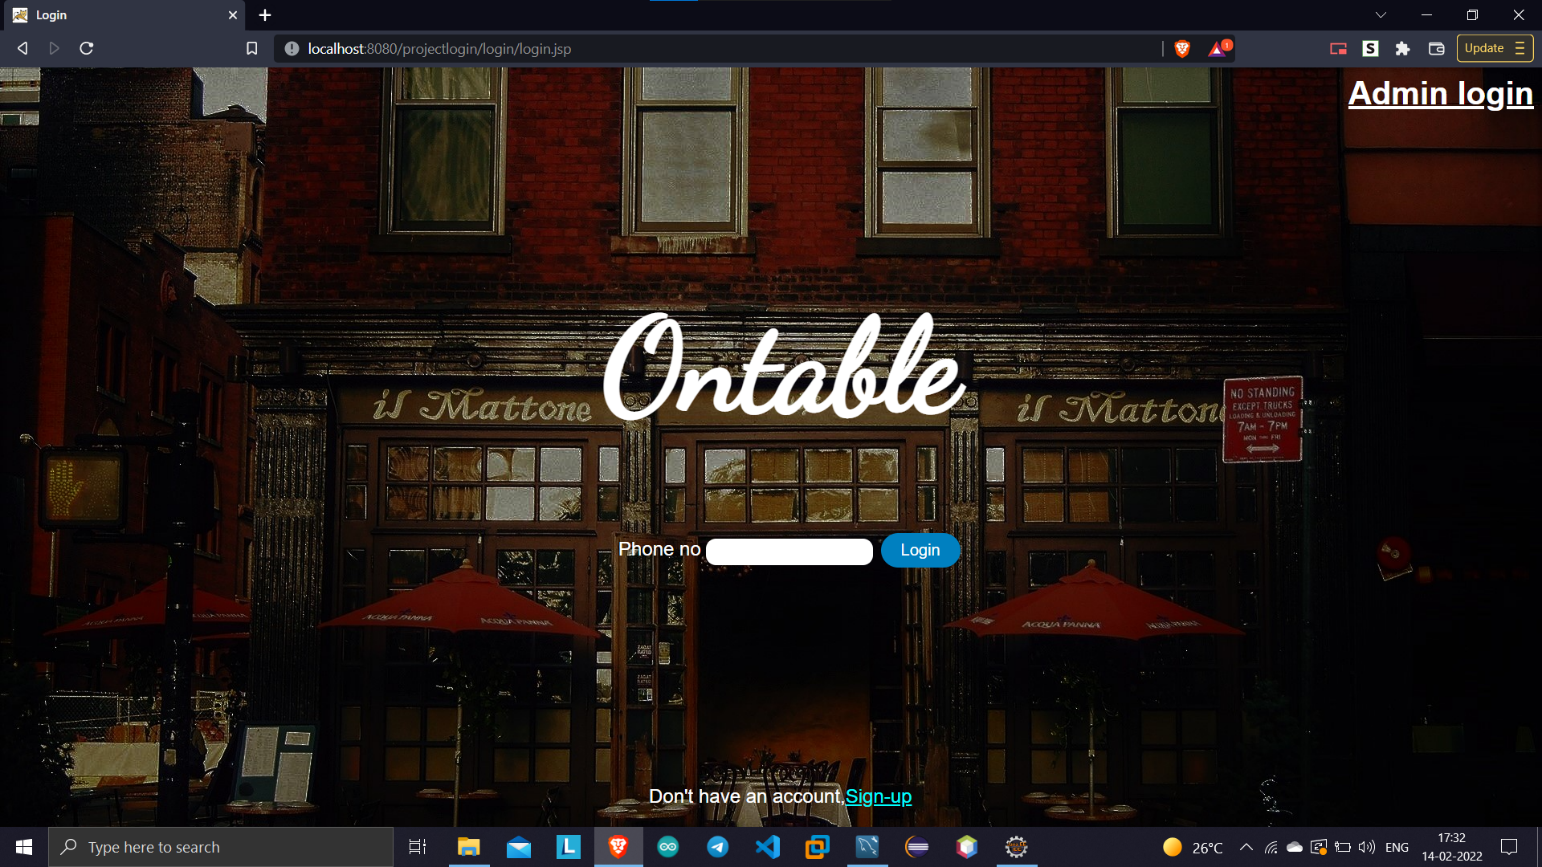 Login
localhost:8080/projectlogin/login/login.jsp
Update
Admin login
Ontable
il Mattone
il Mattone
NO STANDING
EXCEPT TRUCKS
LOADING & UNLOADING
7AM - 7PM
MON - FRI
Phone no
Login
ACQUA PANNA
ACQUA PANNA
ACQUA PANNA
Don't have an account,Sign-up
Type here to search
26°C
ENG
17:32
14-02-2022